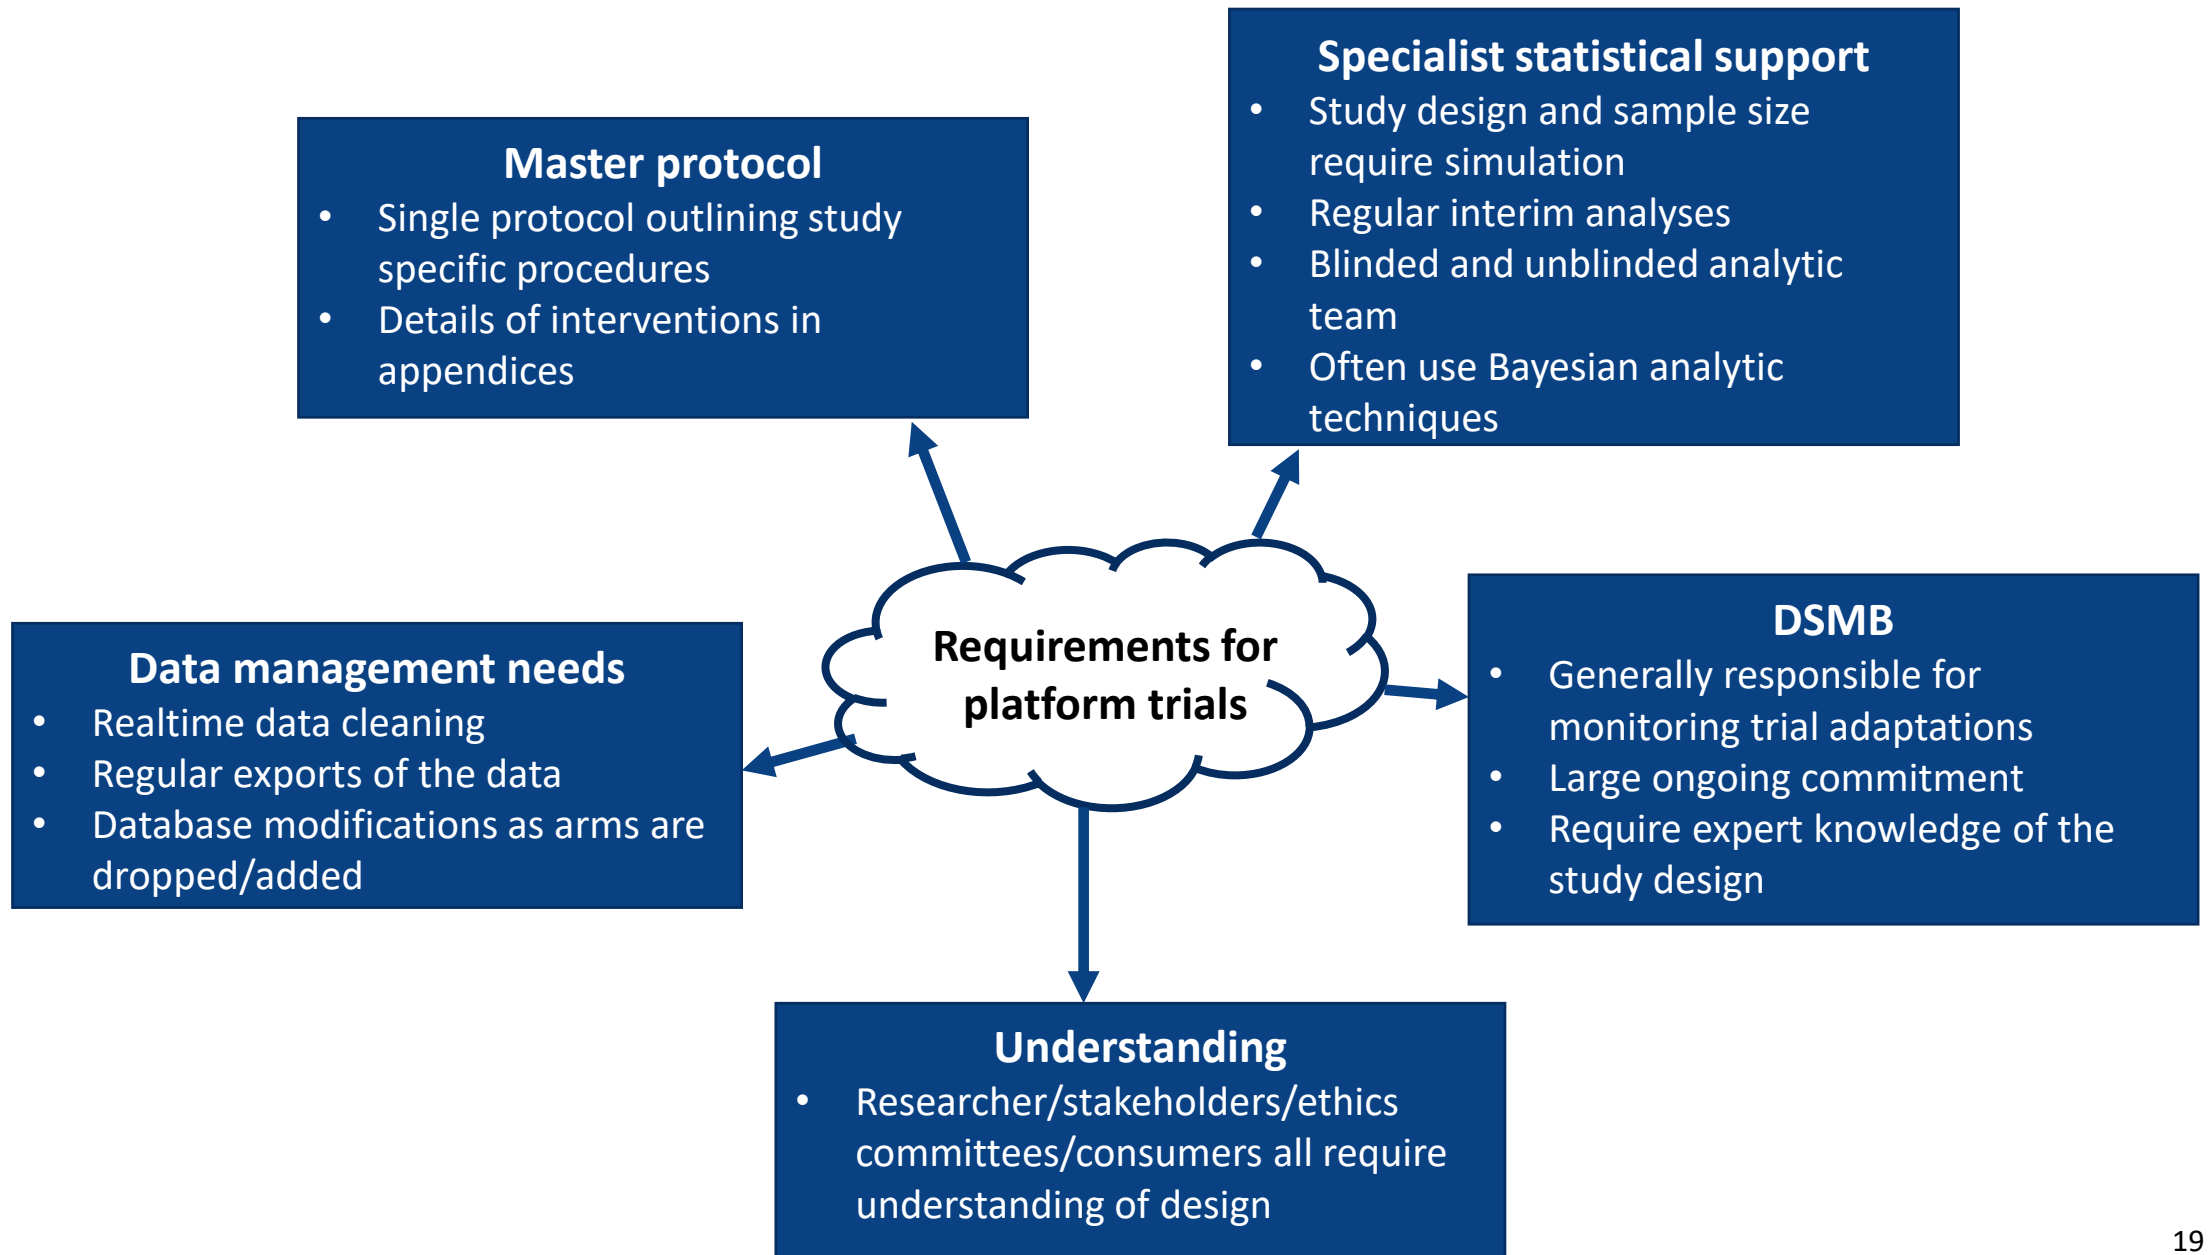 Specialist statistical support
• Study design and sample size
require simulation
• Regular interim analyses
• Blinded and unblinded analytic
team
• Often use Bayesian analytic
techniques
Master protocol
• Single protocol outlining study
specific procedures
• Details of interventions in
appendices
Requirements for
platform trials
DSMB
• Generally responsible for
monitoring trial adaptations
• Large ongoing commitment
• Require expert knowledge of the
study design
Data management needs
• Realtime data cleaning
• Regular exports of the data
• Database modifications as arms are
dropped/added
Understanding
• Researcher/stakeholders/ethics
committees/consumers all require
understanding of design
19